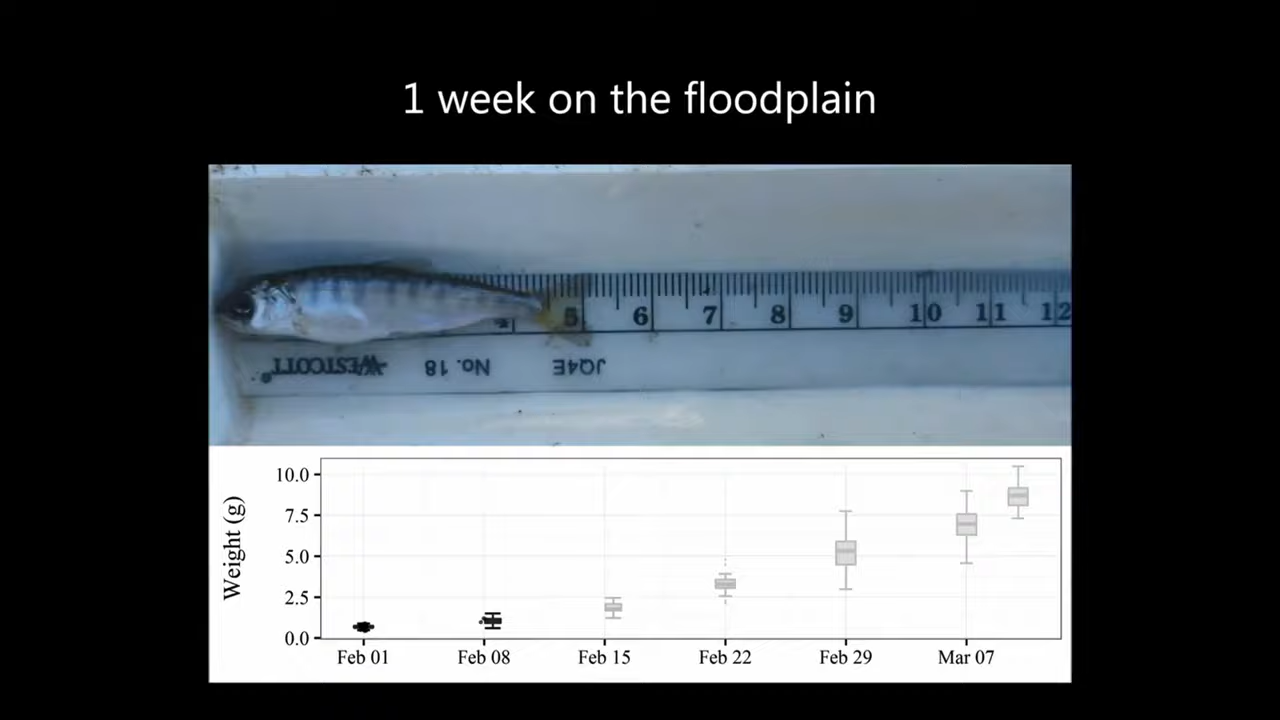 1 week on the floodplain
5 6 7 8 9 10 11 12
WESTCOTT No. 18 JQ4E
Weight (g)
10.0
7.5
5.0
2.5
0.0
Feb 01 Feb 08 Feb 15 Feb 22 Feb 29 Mar 07